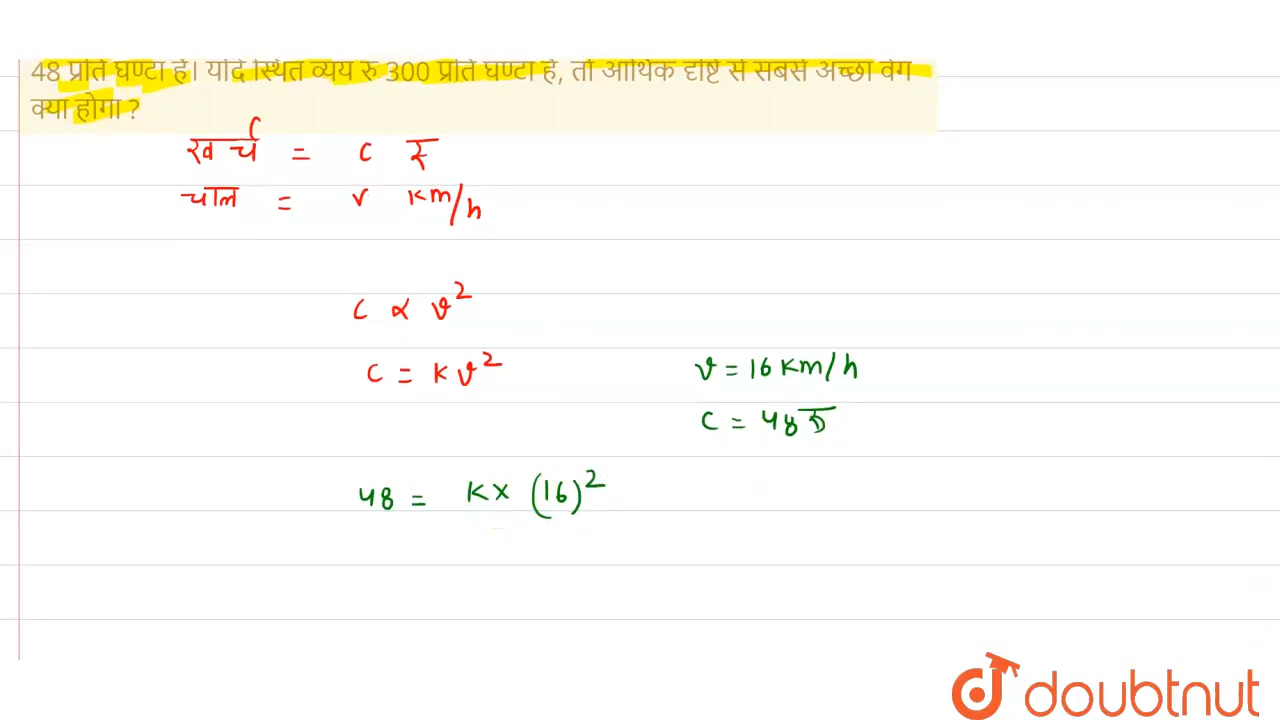 48 प्रति घण्टा है। यदि स्थित व्यय रु 300 प्रति घण्टा है, तो आर्थिक दृष्टि से सबसे अच्छा वेग
क्या होगा ?
खर्च = C रु
चाल = v km/h
C ∝ v²
C = K v²
v = 16 Km/h
C = 48 रु
48 = K × (16)²
doubtnut